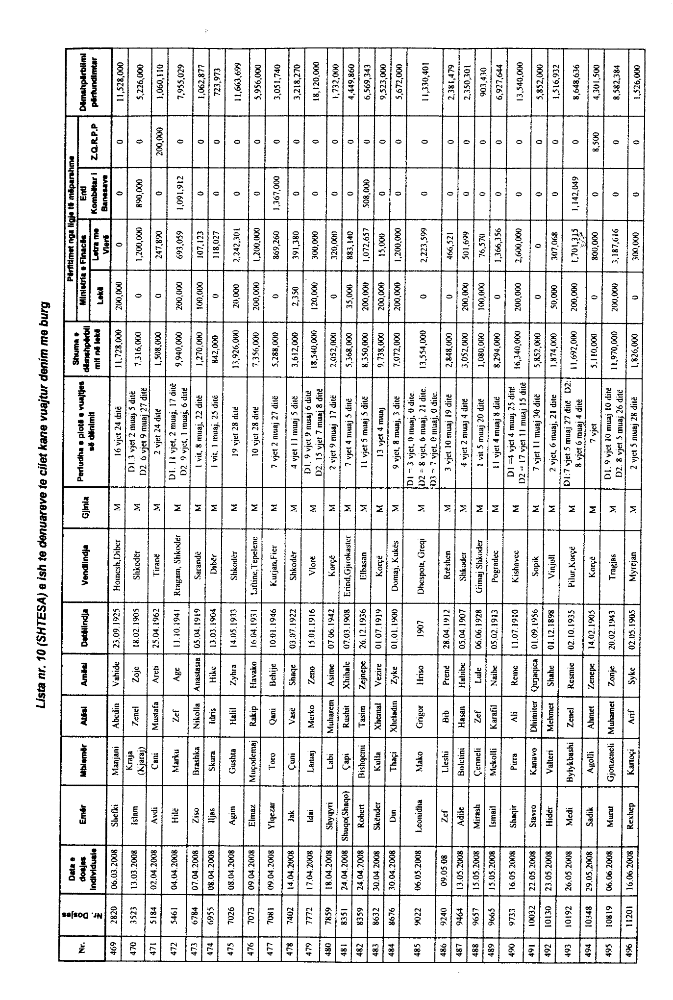 Lista nr. 10 (SHTESA) e ish te denuareve te cilet kane vuajtur denim me burg
Nr. | Nr. Dosjes | Data e dosjes Individuale | Emër | Mbiemër | Atësi | Amësi | Datëlindja | Vendlindja | Gjinia | Periudha e plotë e vuajtjes së dënimit | Shuma e dëmshpërbli mit në lekë | Përfitimet nga ligje të mëparshme | Dëmshpërblimi përfundimtar
Ministria e Finacës | Enti Kombëtar i Banesave | Z.Q.R.P.P
Lekë | Letra me Vlerë
469 | 2820 | 06.03.2008 | Shefki | Manjani | Abedin | Vahide | 23.09.1925 | Homesh,Diber | M | 16 vjet 24 ditë | 11,728,000 | 200,000 | 0 | 0 | 0 | 11,528,000
470 | 3523 | 13.03.2008 | Islam | Kraja (Kjaraj) | Zenel | Zoje | 18.02.1905 | Shkodër | M | D1.3 vjet 2 muaj 5 ditë D2. 6 vjet 9 muaj 27 ditë | 7,316,000 | 0 | 1,200,000 | 890,000 | 0 | 5,226,000
471 | 5184 | 02.04.2008 | Avdi | Cani | Mustafa | Areti | 25.04.1962 | Tiranë | M | 2 vjet 24 ditë | 1,508,000 | 0 | 247,890 | 0 | 200,000 | 1,060,110
472 | 5461 | 04.04.2008 | Hilë | Marku | Zef | Age | 11.10.1941 | Rragam, Shkodër | M | D1. 11 vjet, 2 muaj, 17 ditë D2. 9 vjet, 1 muaj, 6 ditë | 9,940,000 | 200,000 | 693,059 | 1,091,912 | 0 | 7,955,029
473 | 6784 | 07.04.2008 | Ziso | Brashka | Nikolla | Anastasia | 05.04.1919 | Sarandë | M | 1 vit, 8 muaj, 22 ditë | 1,270,000 | 100,000 | 107,123 | 0 | 0 | 1,062,877
474 | 6955 | 08.04.2008 | Iljas | Skura | Idris | Hike | 13.03.1904 | Dibër | M | 1 vit, 1 muaj, 25 ditë | 842,000 | 0 | 118,027 | 0 | 0 | 723,973
475 | 7026 | 08.04.2008 | Agim | Gushta | Halil | Zyhra | 14.05.1933 | Shkodër | M | 19 vjet 28 ditë | 13,926,000 | 20,000 | 2,242,301 | 0 | 0 | 11,663,699
476 | 7073 | 09.04.2008 | Elmaz | Muçodemaj | Rakip | Havako | 16.04.1931 | Liftine,Tepelene | M | 10 vjet 28 ditë | 7,356,000 | 200,000 | 1,200,000 | 0 | 0 | 5,956,000
477 | 7081 | 09.04.2008 | Ylqezar | Toro | Qani | Behije | 10.01.1946 | Kurjan,Fier | M | 7 vjet 2 muaj 27 ditë | 5,288,000 | 0 | 869,260 | 1,367,000 | 0 | 3,051,740
478 | 7402 | 14.04.2008 | Jak | Çuni | Vasë | Shaqe | 03.07.1922 | Shkodër | M | 4 vjet 11 muaj 5 ditë | 3,612,000 | 2,350 | 391,380 | 0 | 0 | 3,218,270
479 | 7772 | 17.04.2008 | Idai | Lamaj | Merko | Zeno | 15.01.1916 | Vlorë | M | D1. 9 vjet 9 muaj 6 ditë D2. 15 vjet 7 muaj 8 ditë | 18,540,000 | 120,000 | 300,000 | 0 | 0 | 18,120,000
480 | 7859 | 18.04.2008 | Shyqyri | Labi | Muharem | Asime | 07.06.1942 | Korçë | M | 2 vjet 9 muaj 17 ditë | 2,052,000 | 0 | 320,000 | 0 | 0 | 1,732,000
481 | 8351 | 24.04.2008 | Shuqo(Shaqo) | Çapi | Rushit | Xhihale | 07.03.1908 | Erind,Gjirokaster | M | 7 vjet 4 muaj 5 ditë | 5,368,000 | 35,000 | 883,140 | 0 | 0 | 4,449,860
482 | 8359 | 24.04.2008 | Robert | Bishqemi | Tasim | Zejnepe | 26.12.1936 | Elbasan | M | 11 vjet 5 muaj 5 ditë | 8,350,000 | 200,000 | 1,072,657 | 508,000 | 0 | 6,569,343
483 | 8632 | 30.04.2008 | Skënder | Kulla | Xhemal | Vezire | 01.07.1919 | Korçë | M | 13 vjet 4 muaj | 9,738,000 | 200,000 | 15,000 | 0 | 0 | 9,523,000
484 | 8676 | 30.04.2008 | Din | Thaçi | Xheladin | Zyke | 01.01.1900 | Domaj, Kukës | M | 9 vjet, 8 muaj, 3 ditë | 7,072,000 | 200,000 | 1,200,000 | 0 | 0 | 5,672,000
485 | 9022 | 06.05.2008 | Leonidha | Mako | Grigor | Hriso | 1907 | Dhespoti, Greqi | M | D1 = 3 vjet, 0 muaj, 0 dite. D2 = 8 vjet, 6 muaj, 21 dite. D3 = 7 vjet, 0 muaj, 0 dite. | 13,554,000 | 0 | 2,223,599 | 0 | 0 | 11,330,401
486 | 9240 | 09.05.08 | Zef | Lleshi | Bib | Prenë | 28.04.1912 | Rrëshen | M | 3 vjet 10 muaj 19 ditë | 2,848,000 | 0 | 466,521 | 0 | 0 | 2,381,479
487 | 9464 | 13.05.2008 | Adile | Boletini | Hasan | Habibe | 05.04.1907 | Shkoder | M | 4 vjet 2 muaj 4 ditë | 3,052,000 | 200,000 | 501,699 | 0 | 0 | 2,350,301
488 | 9657 | 15.05.2008 | Mirash | Çermeli | Zef | Lule | 06.06.1928 | Gimaj Shkodër | M | 1 vit 5 muaj 20 ditë | 1,080,000 | 100,000 | 76,570 | 0 | 0 | 903,430
489 | 9665 | 15.05.2008 | Ismail | Mekolli | Karafil | Naibe | 05.02.1913 | Pogradec | M | 11 vjet 4 muaj 8 ditë | 8,294,000 | 0 | 1,366,356 | 0 | 0 | 6,927,644
490 | 9733 | 16.05.2008 | Shaqir | Pirra | Ali | Reme | 11.07.1910 | Kishavec | M | D1 =4 vjet 4 muaj 25 ditë D2 = 17 vjet 11 muaj 15 ditë | 16,340,000 | 200,000 | 2,600,000 | 0 | 0 | 13,540,000
491 | 10032 | 22.05.2008 | Stavro | Kanavo | Dhimiter | Qirjaqica | 01.09.1956 | Sopik | M | 7 vjet 11 muaj 30 ditë | 5,852,000 | 0 | 0 | 0 | 0 | 5,852,000
492 | 10130 | 23.05.2008 | Hidër | Valteri | Mehmet | Shahe | 01.12.1898 | Vinjoll | M | 2 vjet, 6 muaj, 21 dite | 1,874,000 | 50,000 | 307,068 | 0 | 0 | 1,516,932
493 | 10192 | 26.05.2008 | Medi | Bylykbashi | Zenel | Resmie | 02.10.1935 | Pilur,Korçë | M | D1:7 vjet 5 muaj 27 ditë D2: 8 vjet 6 muaj 4 ditë | 11,692,000 | 200,000 | 1,701,315 | 1,142,049 | 0 | 8,648,636
494 | 10348 | 29.05.2008 | Sadik | Agolli | Ahmet | Zenepe | 14.02.1905 | Korçë | M | 7 vjet | 5,110,000 | 0 | 800,000 | 0 | 8,500 | 4,301,500
495 | 10819 | 06.06.2008 | Murat | Gjonzeneli | Muhamet | Zonje | 20.02.1943 | Tragjas | M | D1. 9 vjet 10 muaj 10 ditë D2. 8 vjet 5 muaj 26 ditë | 11,970,000 | 200,000 | 3,187,616 | 0 | 0 | 8,582,384
496 | 11201 | 16.06.2008 | Rexhep | Kartoçi | Arif | Syke | 02.05.1905 | Myrejan | M | 2 vjet 5 muaj 28 ditë | 1,826,000 | 0 | 300,000 | 0 | 0 | 1,526,000